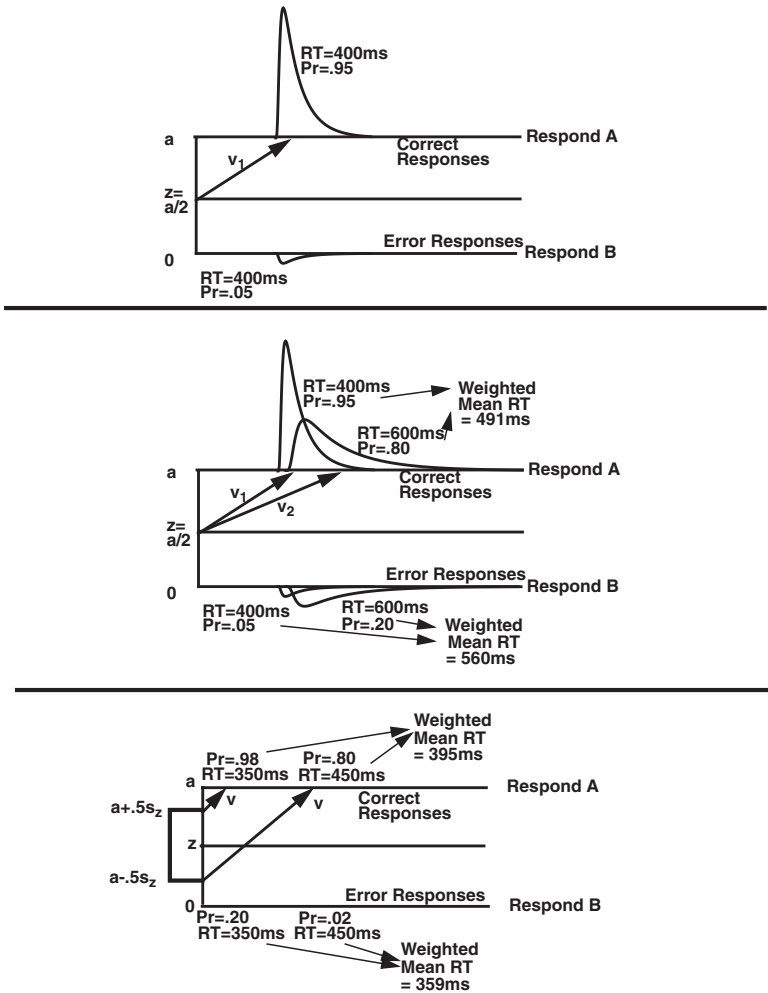 RT=400ms
Pr=.95
a
Respond A
Correct
Responses
v1
z=
a/2
Error Responses
0
Respond B
RT=400ms
Pr=.05
RT=400ms
Pr=.95
Weighted
Mean RT
= 491ms
RT=600ms
Pr=.80
a
Respond A
Correct
Responses
v1
v2
z=
a/2
Error Responses
0
Respond B
RT=400ms
Pr=.05
RT=600ms
Pr=.20
Weighted
Mean RT
= 560ms
Weighted
Mean RT
= 395ms
Pr=.98
RT=350ms
Pr=.80
RT=450ms
a
Respond A
v
v
Correct
Responses
a+.5sz
z
a-.5sz
Error Responses
0
Respond B
Pr=.20
RT=350ms
Pr=.02
RT=450ms
Weighted
Mean RT
= 359ms